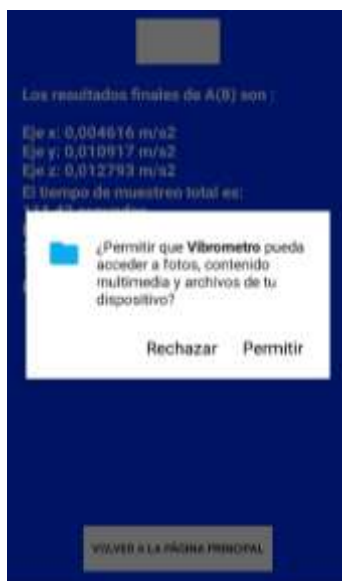 Los resultados finales de A(8) son :
Eje x: 0,004616 m/s2
Eje y: 0,010917 m/s2
Eje z: 0,012793 m/s2
El tiempo de muestreo total es:
¿Permitir que Vibrometro pueda
acceder a fotos, contenido
multimedia y archivos de tu
dispositivo?
Rechazar Permitir
VOLVER A LA PÁGINA PRINCIPAL